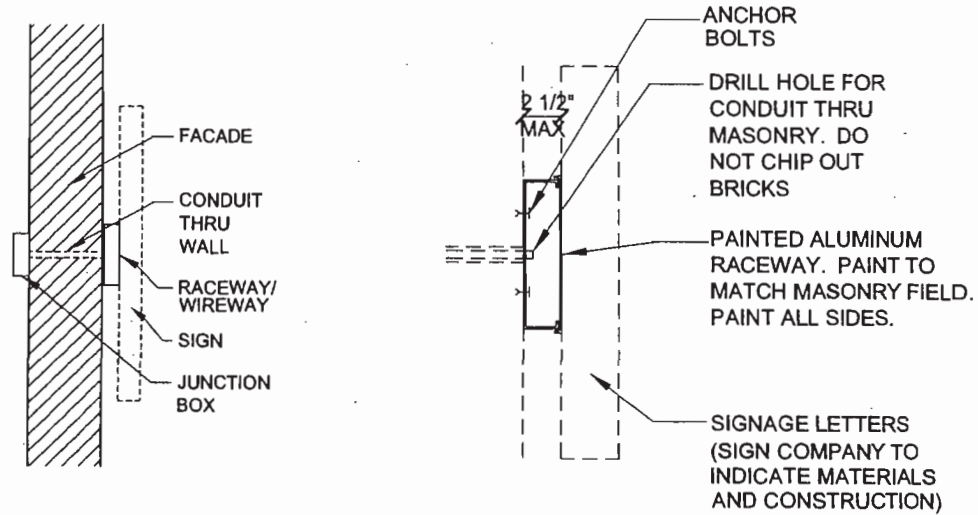 FACADE
CONDUIT
THRU
WALL
RACEWAY/
WIREWAY
SIGN
JUNCTION
BOX
2 1/2"
MAX
ANCHOR
BOLTS
DRILL HOLE FOR
CONDUIT THRU
MASONRY. DO
NOT CHIP OUT
BRICKS
PAINTED ALUMINUM
RACEWAY. PAINT TO
MATCH MASONRY FIELD.
PAINT ALL SIDES.
SIGNAGE LETTERS
(SIGN COMPANY TO
INDICATE MATERIALS
AND CONSTRUCTION)